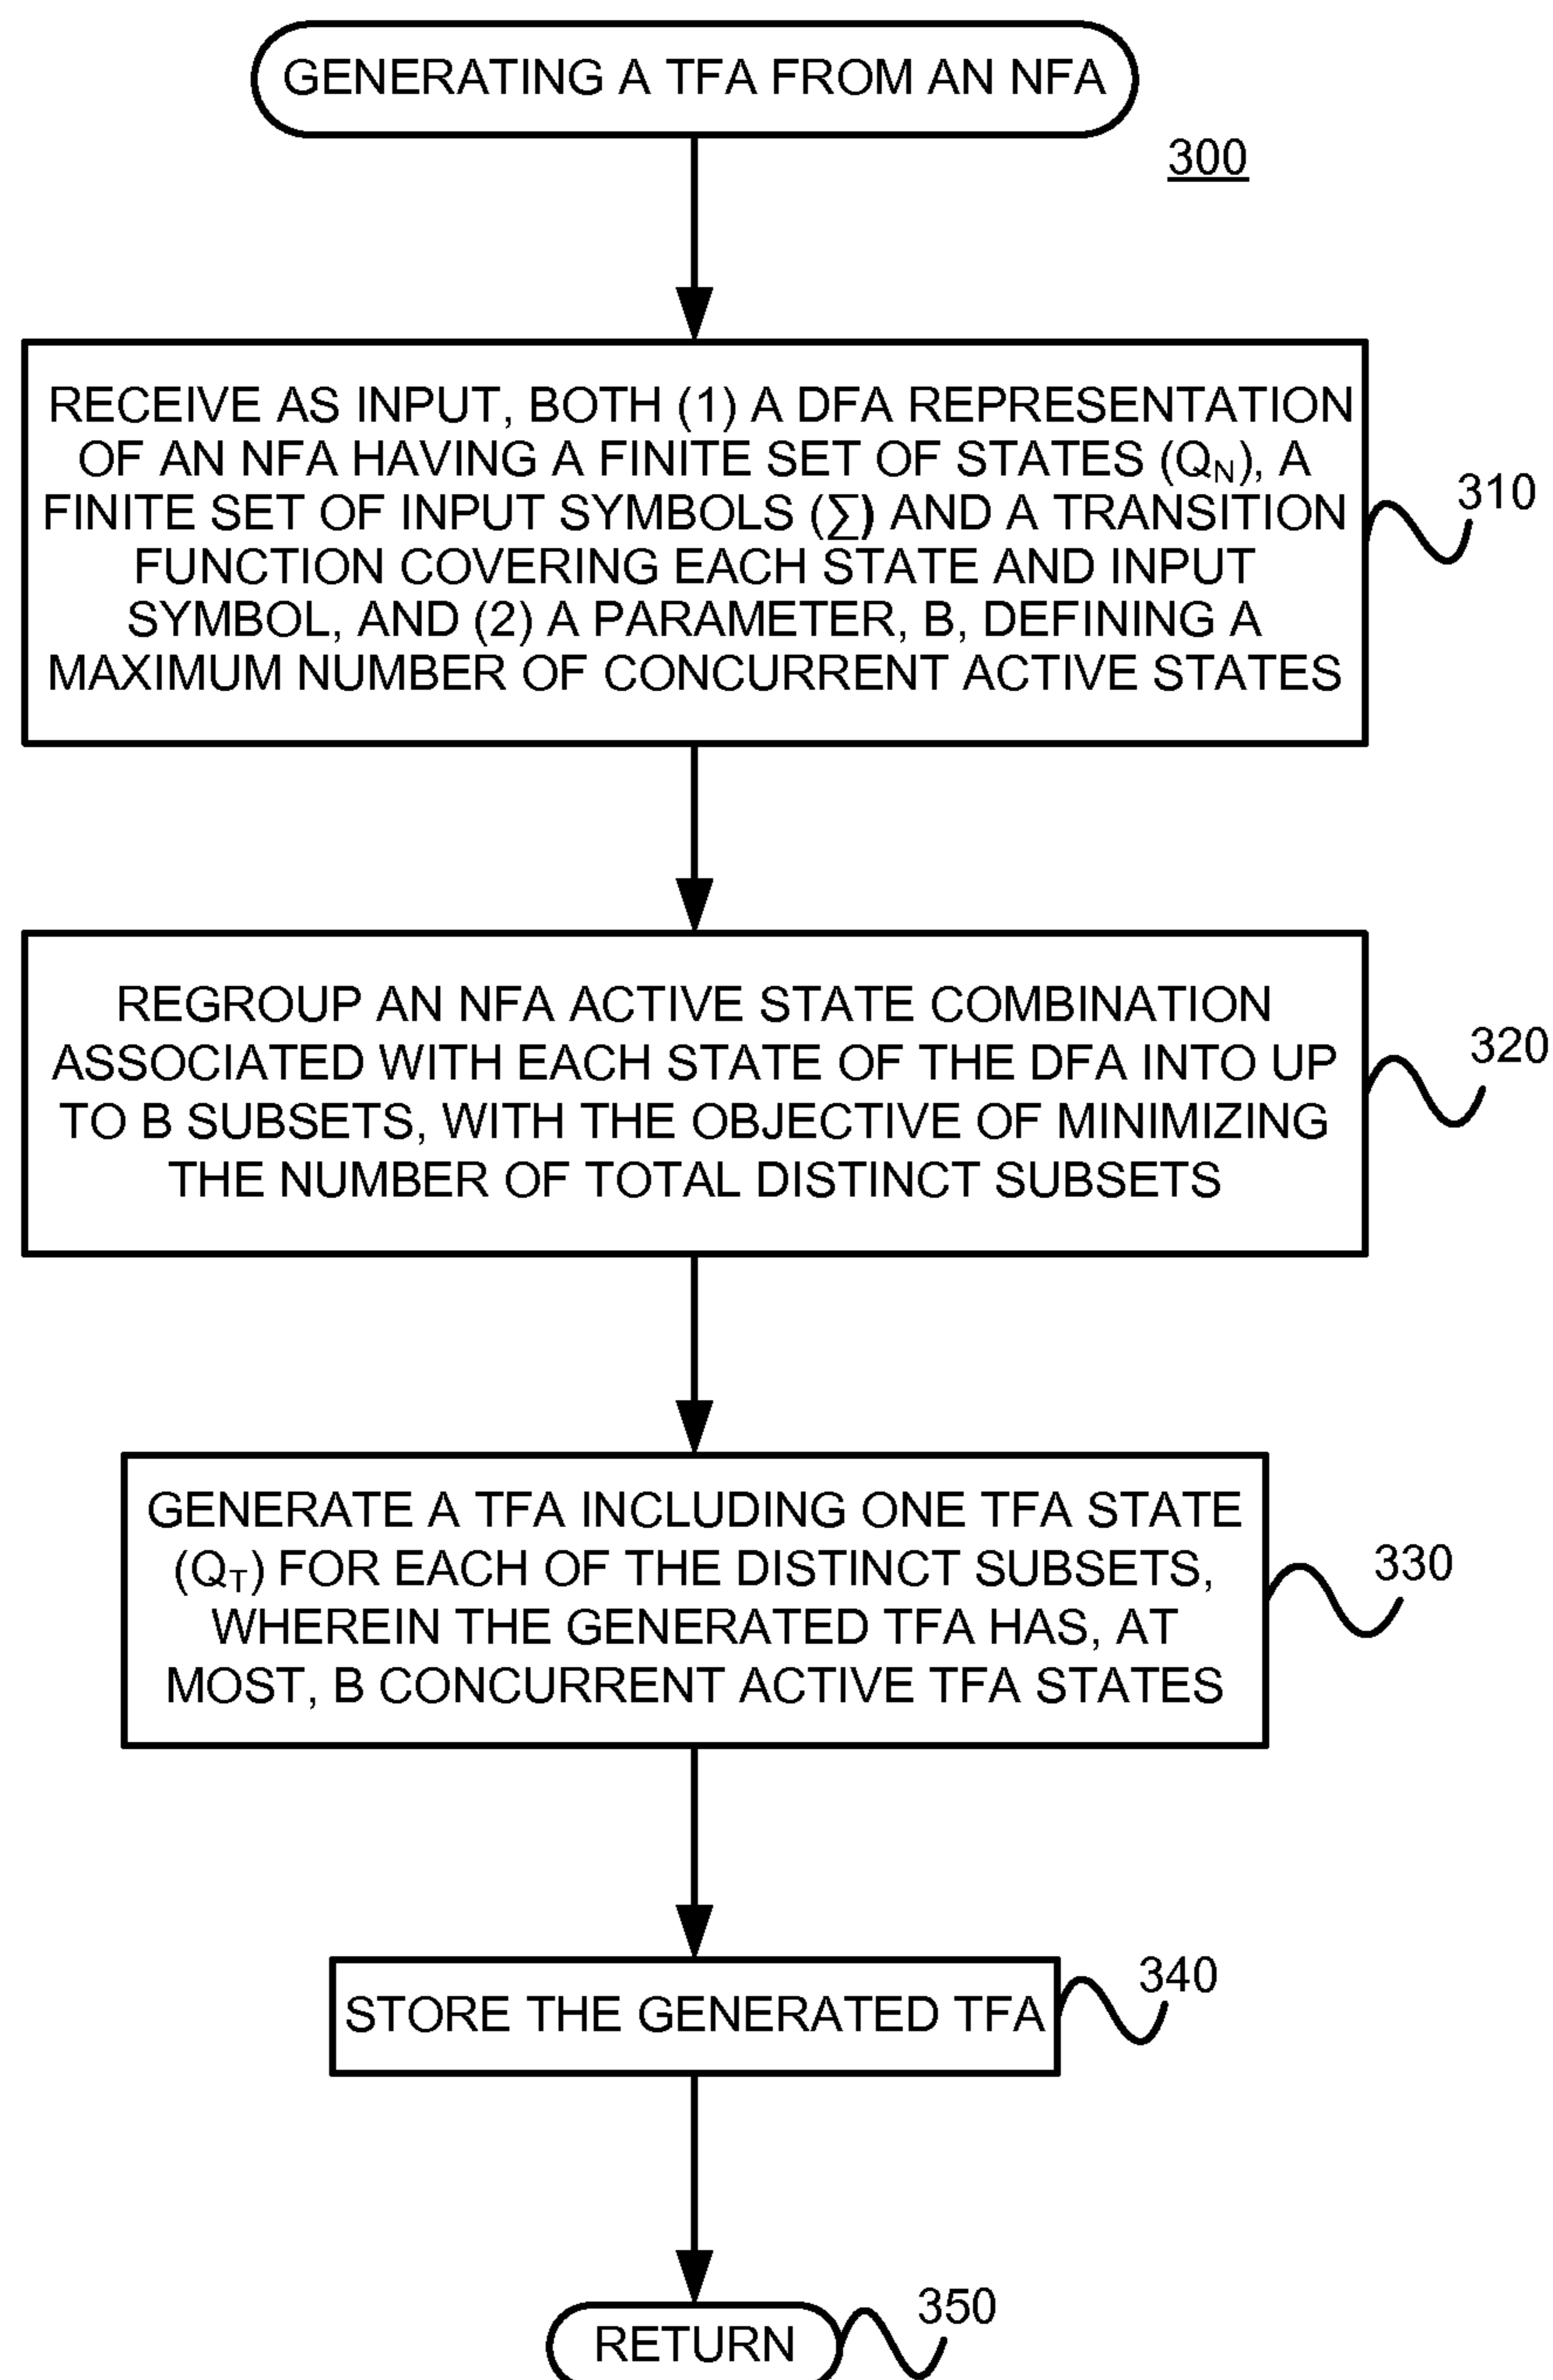 GENERATING A TFA FROM AN NFA
300
RECEIVE AS INPUT, BOTH (1) A DFA REPRESENTATION
OF AN NFA HAVING A FINITE SET OF STATES (QN), A
FINITE SET OF INPUT SYMBOLS (∑) AND A TRANSITION
FUNCTION COVERING EACH STATE AND INPUT
SYMBOL, AND (2) A PARAMETER, B, DEFINING A
MAXIMUM NUMBER OF CONCURRENT ACTIVE STATES
310
REGROUP AN NFA ACTIVE STATE COMBINATION
ASSOCIATED WITH EACH STATE OF THE DFA INTO UP
TO B SUBSETS, WITH THE OBJECTIVE OF MINIMIZING
THE NUMBER OF TOTAL DISTINCT SUBSETS
320
GENERATE A TFA INCLUDING ONE TFA STATE
(QT) FOR EACH OF THE DISTINCT SUBSETS,
WHEREIN THE GENERATED TFA HAS, AT
MOST, B CONCURRENT ACTIVE TFA STATES
330
STORE THE GENERATED TFA
340
RETURN
350